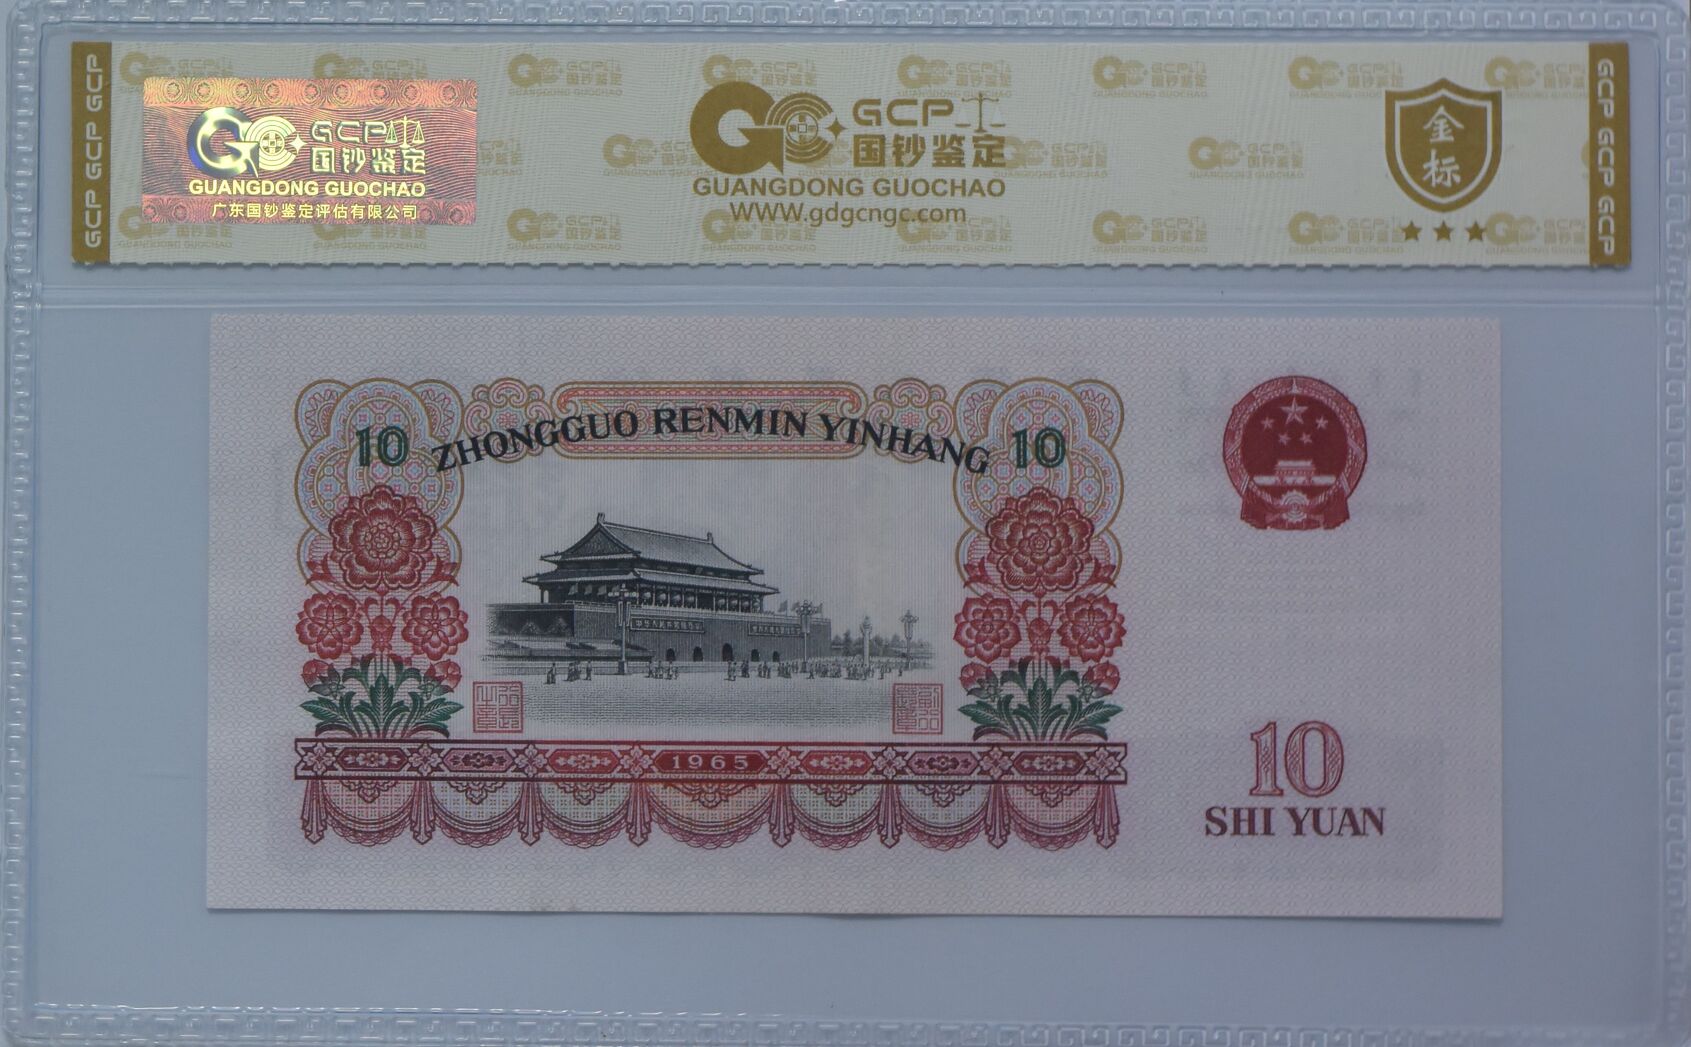 GCP GCP GCP GCP
GCP
国钞鉴定
GUANGDONG GUOCHAO
广东国钞鉴定评估有限公司
GCP
国钞鉴定
GUANGDONG GUOCHAO
WWW.gdgcngc.com
金
标
GCP GCP GCP GCP
10 ZHONGGUO RENMIN YINHANG 10
1965
10
SHI YUAN